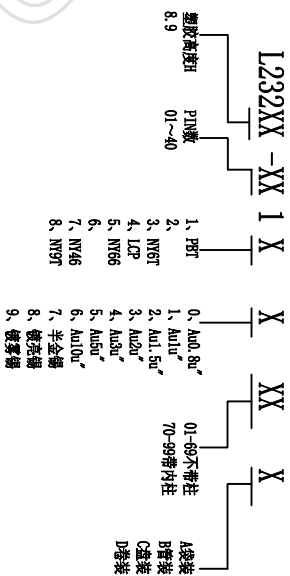 L232XX -XX 1 X X XX X
塑胶高度H
8.9
PIN数
01～40
1、PBT
2、
3、NY6T
4、LCP
5、NY66
6、
7、NY46
8、NY9T
0、Au0.8u"
1、Au1u"
2、Au1.5u"
3、Au2u"
4、Au3u"
5、Au5u"
6、Au10u"
7、半金锡
8、镀亮锡
9、镀雾锡
01-69不带柱
70-99带内柱
A袋装
B管装
C盘装
D卷装